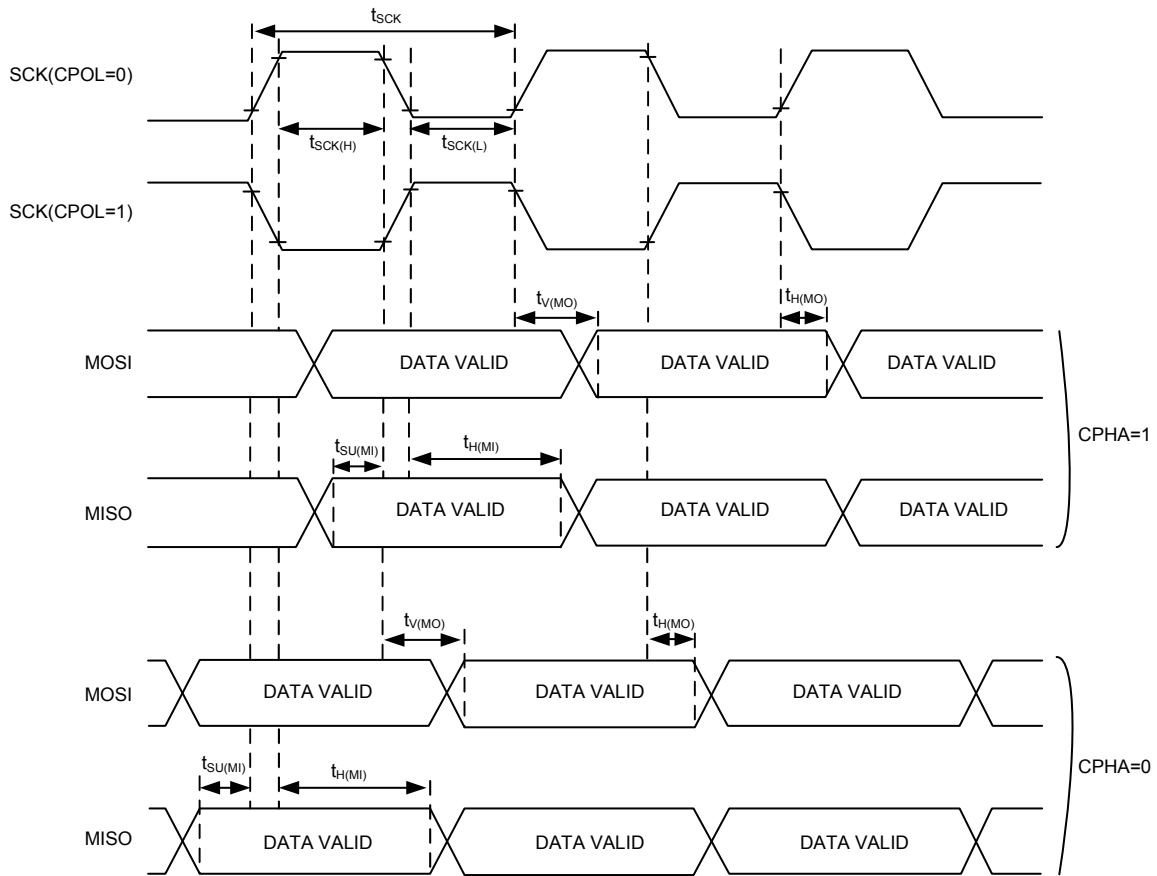 tSCK
SCK(CPOL=0)
tSCK(H)
tSCK(L)
SCK(CPOL=1)
tV(MO)
tH(MO)
MOSI
DATA VALID
DATA VALID
DATA VALID
CPHA=1
tSU(MI)
tH(MI)
MISO
DATA VALID
DATA VALID
DATA VALID
tV(MO)
tH(MO)
MOSI
DATA VALID
DATA VALID
DATA VALID
CPHA=0
tSU(MI)
tH(MI)
MISO
DATA VALID
DATA VALID
DATA VALID